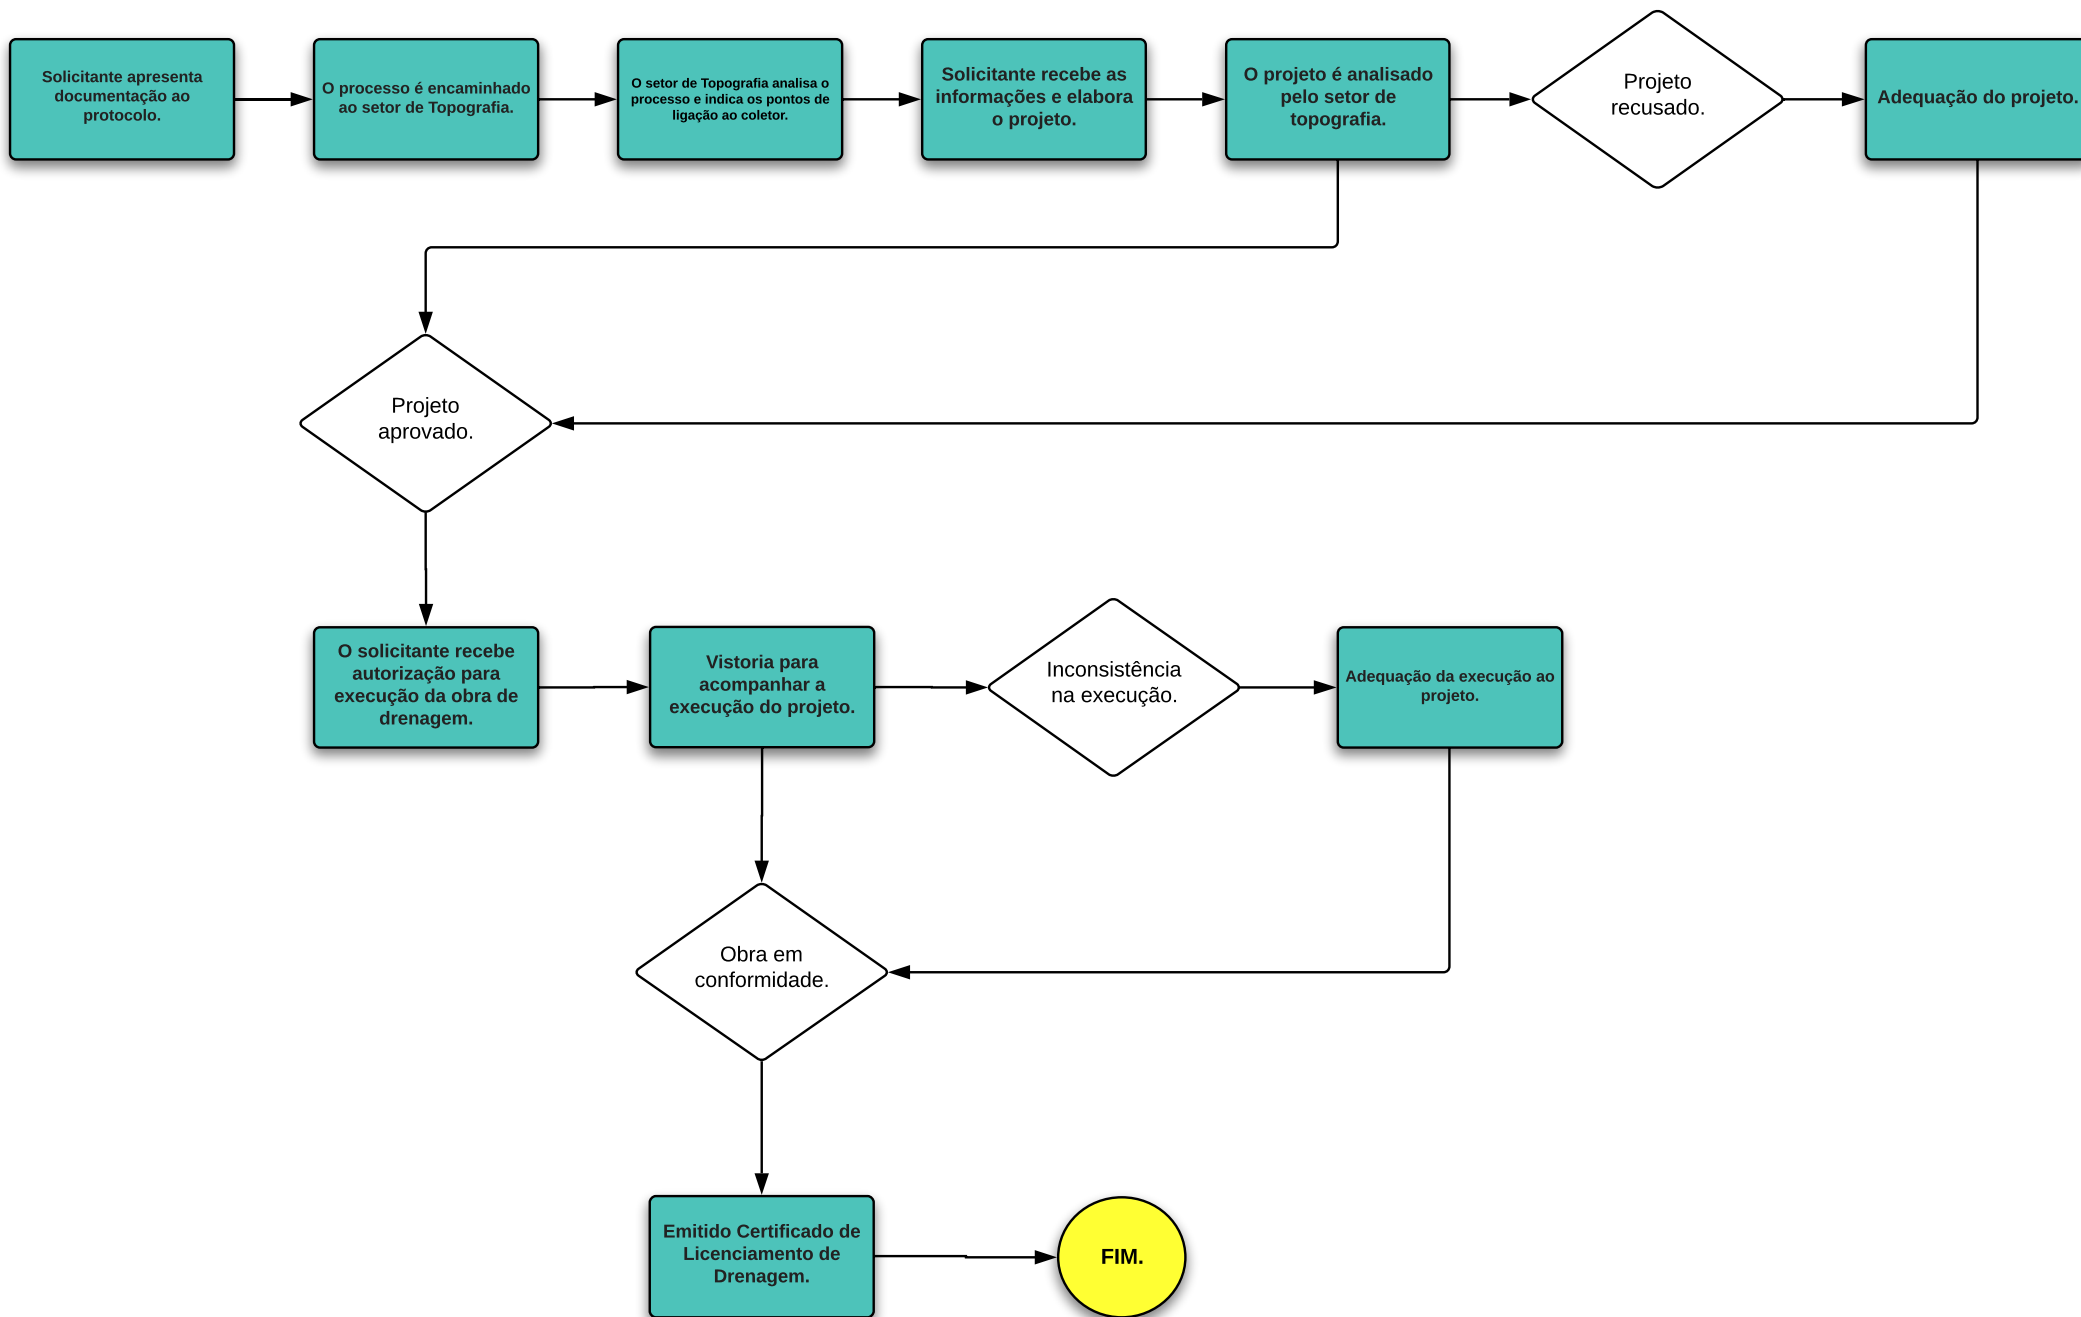 Solicitante apresenta
documentação ao
protocolo.
O processo é encaminhado
ao setor de Topografia.
O setor de Topografia analisa o
processo e indica os pontos de
ligação ao coletor.
Solicitante recebe as
informações e elabora
o projeto.
O projeto é analisado
pelo setor de
topografia.
Projeto
recusado.
Adequação do projeto.
Projeto
aprovado.
O solicitante recebe
autorização para
execução da obra de
drenagem.
Vistoria para
acompanhar a
execução do projeto.
Inconsistência
na execução.
Adequação da execução ao
projeto.
Obra em
conformidade.
Emitido Certificado de
Licenciamento de
Drenagem.
FIM.